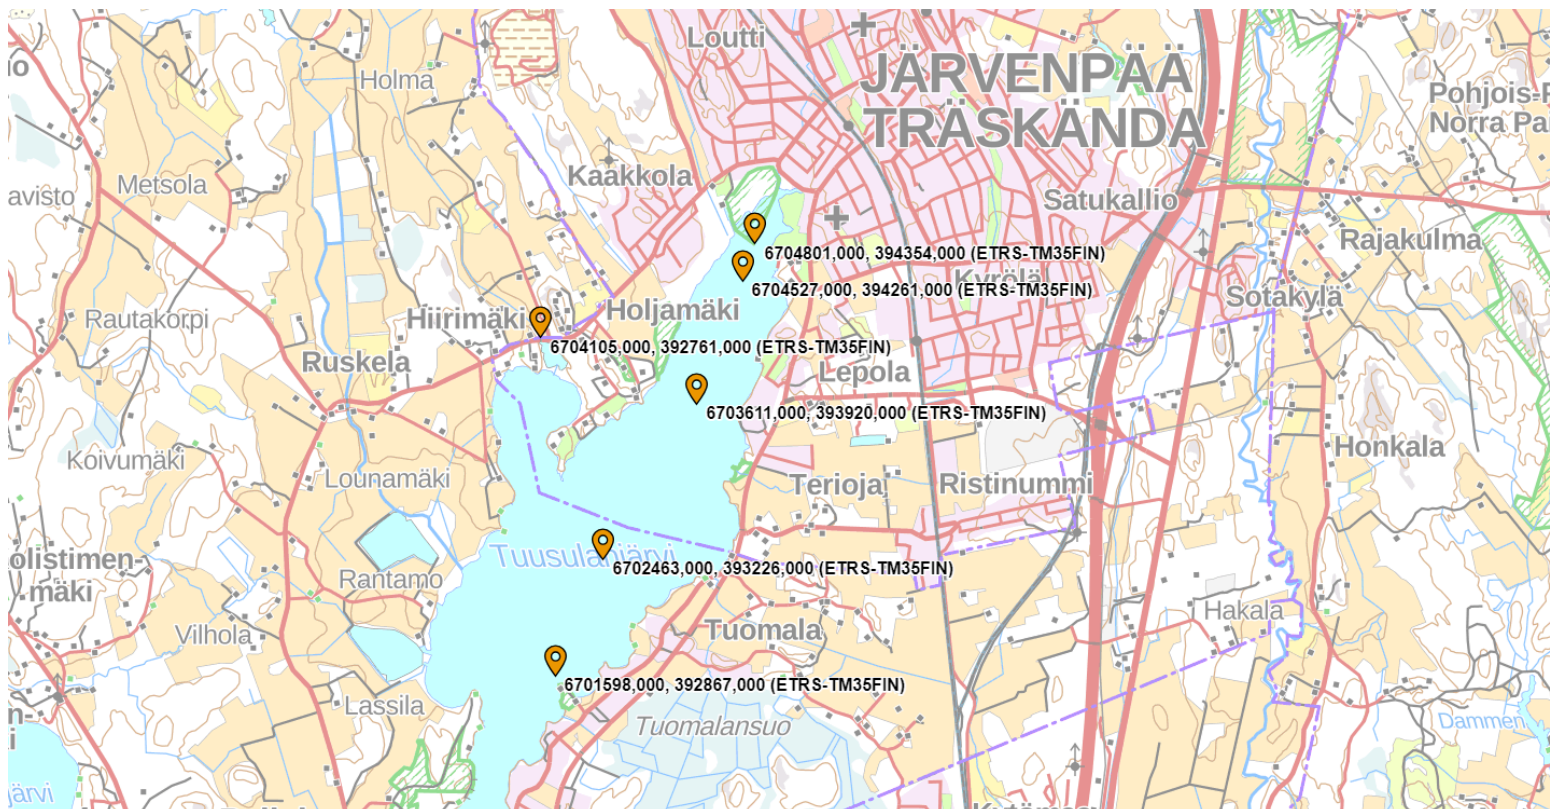 Loutti
JÄRVENPÄÄ
TRÄSKÄNDA
Holma
Pohjois-P
Norra Pa
Kaakkola
Metsola
avisto
Satukallio
Rajakulma
6704801,000, 394354,000 (ETRS-TM35FIN)
Kyrölä
6704527,000, 394261,000 (ETRS-TM35FIN)
Sotakylä
Holjamäki
Hiirimäki
Rautakorpi
6704105,000, 392761,000 (ETRS-TM35FIN)
Ruskela
Lepola
6703611,000, 393920,000 (ETRS-TM35FIN)
Honkala
Koivumäki
Lounamäki
Terioja
Ristinummi
Tuusulanjärvi
olistimen-
mäki
6702463,000, 393226,000 (ETRS-TM35FIN)
Rantamo
Hakala
Vilhola
Tuomala
6701598,000, 392867,000 (ETRS-TM35FIN)
Lassila
Tuomalansuo
Dammen
n-
i
järvi